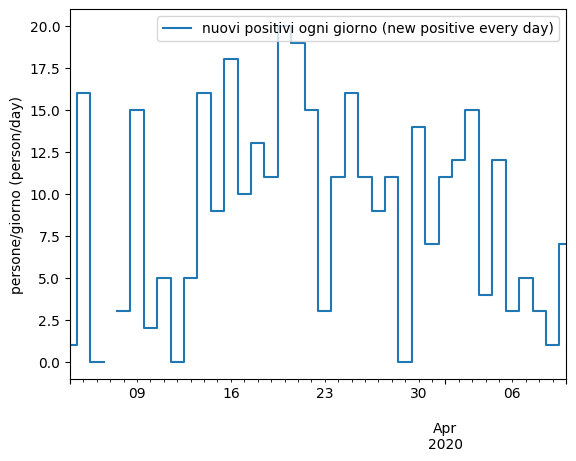 nuovi positivi ogni giorno (new positive every day)
persone/giorno (person/day)
20.0
17.5
15.0
12.5
10.0
7.5
5.0
2.5
0.0
09 16 23 30 06
Apr
2020